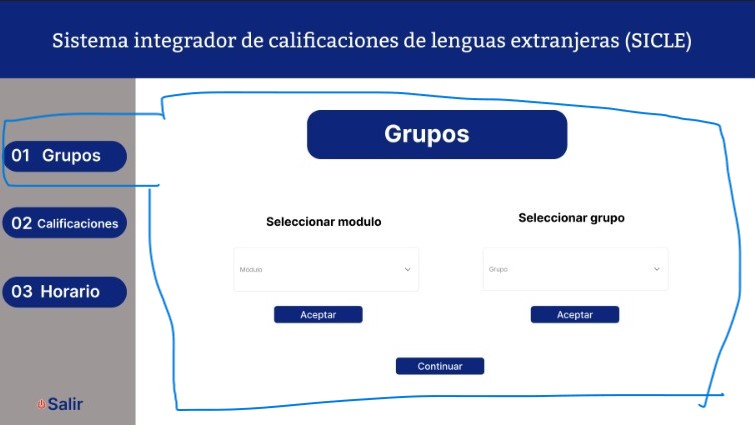 Sistema integrador de calificaciones de lenguas extranjeras (SICLE)
Grupos
01 Grupos
02 Calificaciones
03 Horario
Salir
Seleccionar modulo
Seleccionar grupo
Modulo
Grupo
Aceptar
Aceptar
Continuar